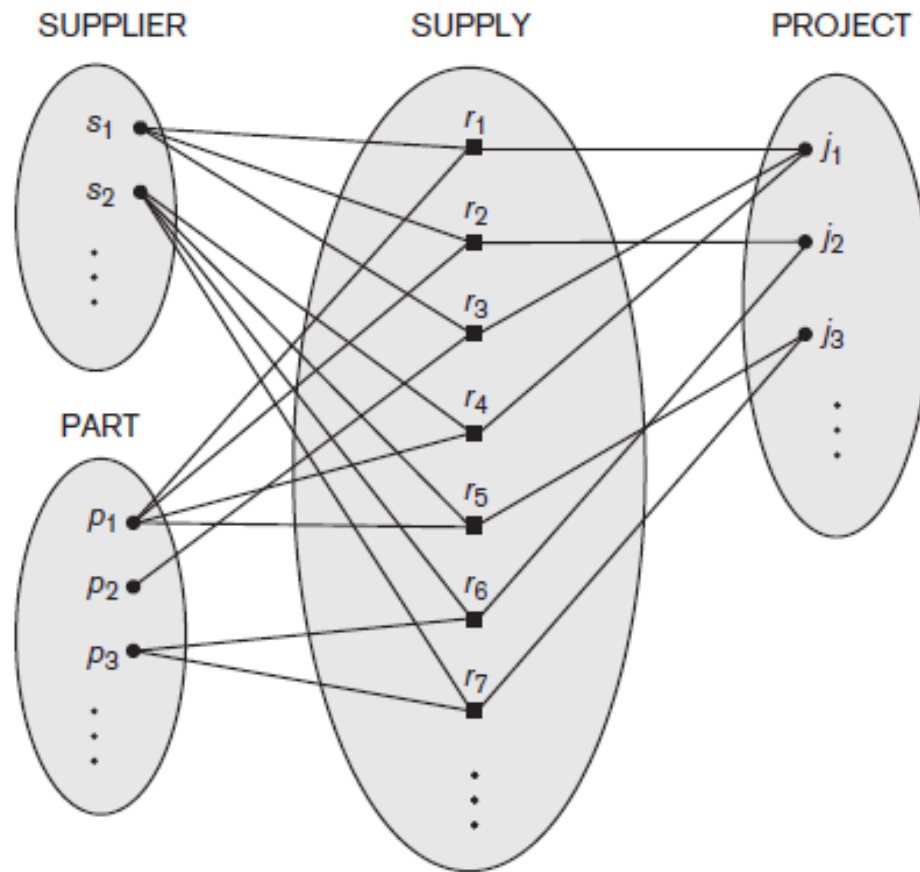 SUPPLIER
s1
s2
PART
p1
p2
p3
SUPPLY
r1
r2
r3
r4
r5
r6
r7
PROJECT
j1
j2
j3